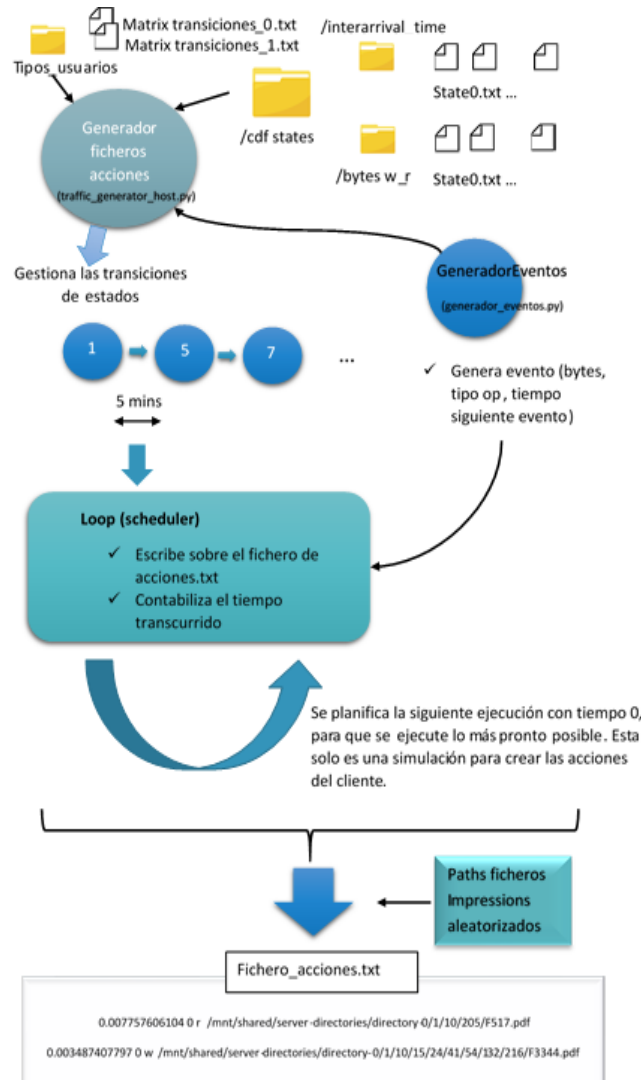 Matrix transiciones_0.txt
Matrix transiciones_1.txt
/interarrival_time
Tipos_usuarios
State0.txt ...
/cdf states
/bytes w_r
State0.txt ...
Generador
ficheros
acciones
(traffic_generator_host.py)
Gestiona las transiciones
de estados
GeneradorEventos
(generador_eventos.py)
1
5
7
...
5 mins
✓ Genera evento (bytes,
tipo op, tiempo
siguiente evento)
Loop (scheduler)
✓ Escribe sobre el fichero de
acciones.txt
✓ Contabiliza el tiempo
transcurrido
Se planifica la siguiente ejecución con tiempo 0,
para que se ejecute lo más pronto posible. Esta
solo es una simulación para crear las acciones
del cliente.
Paths ficheros
Impressions
aleatorizados
Fichero_acciones.txt
0.007757606104 0 r /mnt/shared/server-directories/directory-0/1/10/205/F517.pdf
0.003487407797 0 w /mnt/shared/server-directories/directory-0/1/10/15/24/41/54/132/216/F3344.pdf